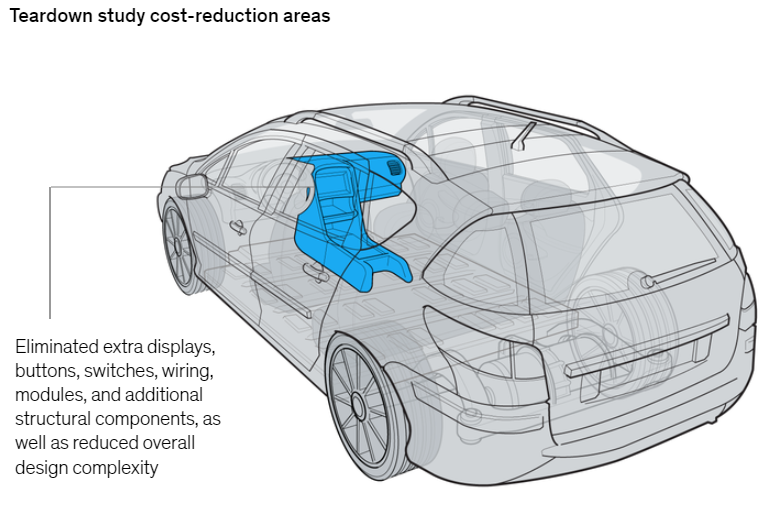 Teardown study cost-reduction areas
Eliminated extra displays,
buttons, switches, wiring,
modules, and additional
structural components, as
well as reduced overall
design complexity